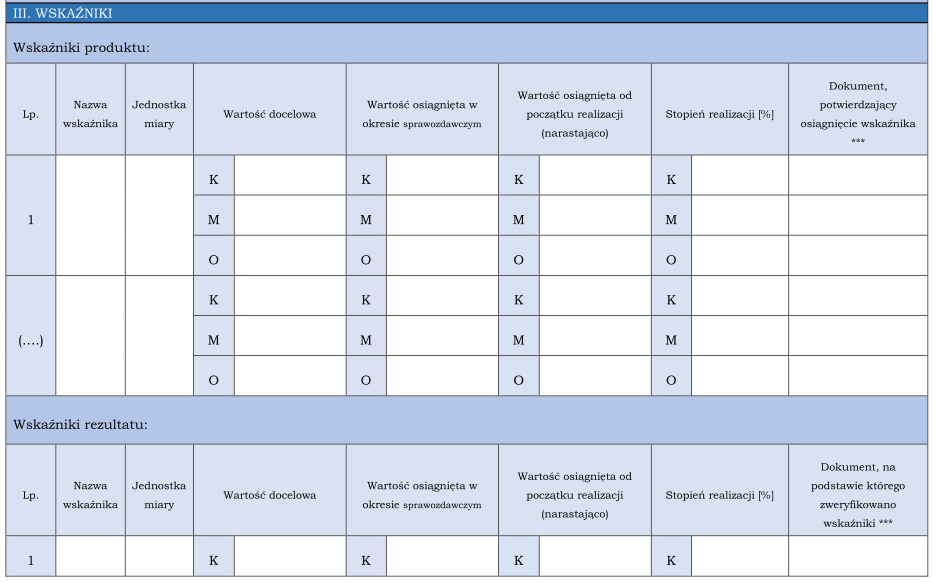 III. WSKAŹNIKI
Wskaźniki produktu:
Lp.
Nazwa
wskaźnika
Jednostka
miary
Wartość docelowa
Wartość osiągnięta w
okresie sprawozdawczym
Wartość osiągnięta od
początku realizacji
(narastająco)
Stopień realizacji [%]
Dokument,
potwierdzający
osiągnięcie wskaźnika
***
1
K K K K
M M M M
O O O O
(....)
K K K K
M M M M
O O O O
Wskaźniki rezultatu:
Lp.
Nazwa
wskaźnika
Jednostka
miary
Wartość docelowa
Wartość osiągnięta w
okresie sprawozdawczym
Wartość osiągnięta od
początku realizacji
(narastająco)
Stopień realizacji [%]
Dokument, na
podstawie którego
zweryfikowano
wskaźniki ***
1 K K K K